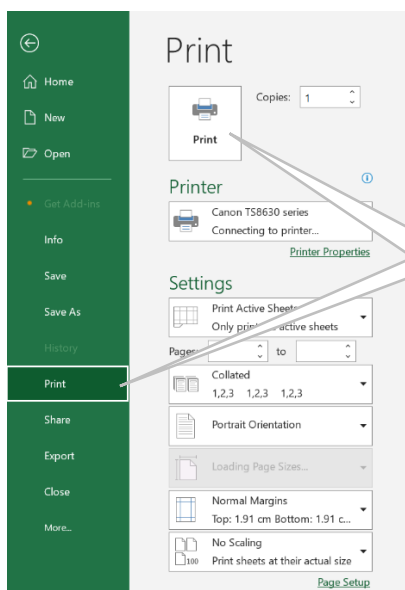 Print
Home
New
Open
Get Add-ins
Info
Save
Save As
History
Print
Share
Export
Close
More...
Copies: 1
Print
Printer
Canon TS8630 series
Connecting to printer...
Printer Properties
Settings
Print Active Sheets
Only active sheets
Pages: to
Collated
1,2,3 1,2,3 1,2,3
Portrait Orientation
Loading Page Sizes...
Normal Margins
Top: 1.91 cm Bottom: 1.91 c...
No Scaling
100 Print sheets at their actual size
Page Setup